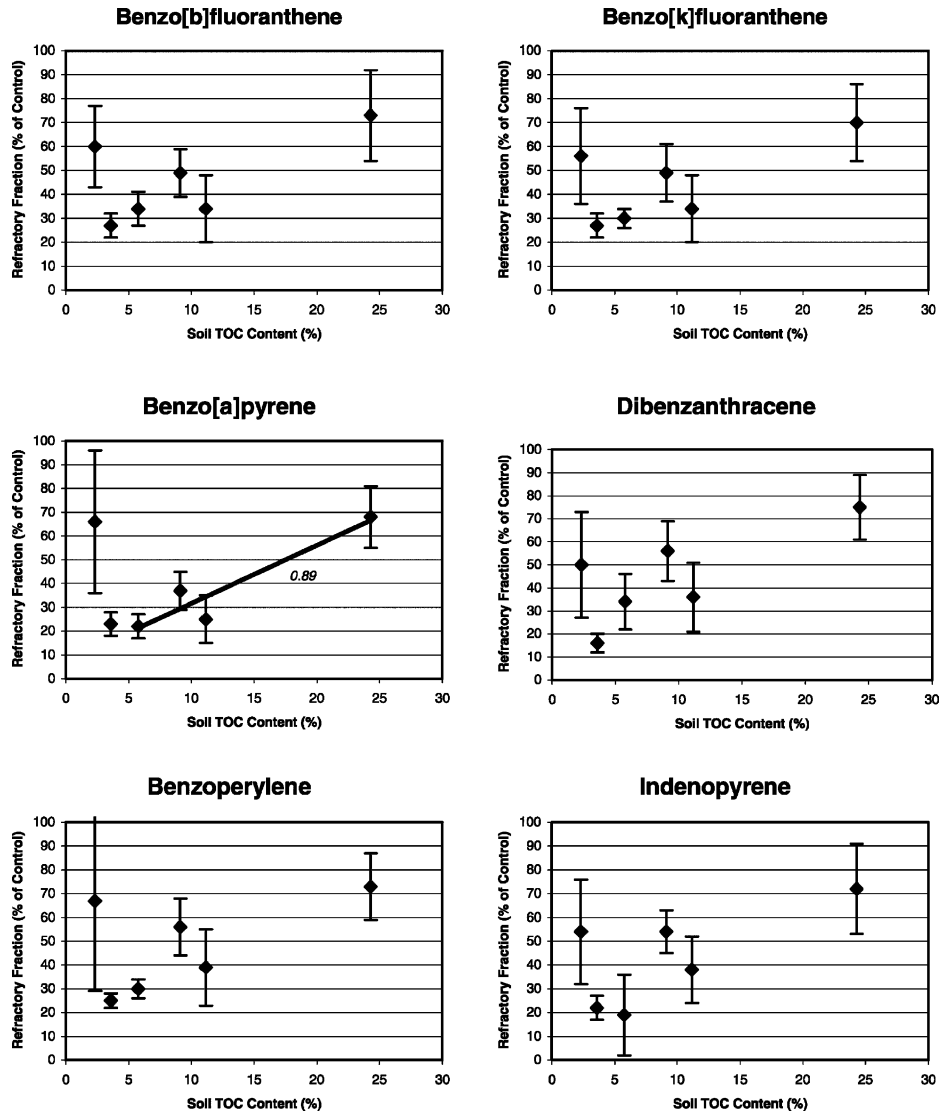 Benzo[b]fluoranthene
Refractory Fraction (% of Control)
100
90
80
70
60
50
40
30
20
10
0
0 5 10 15 20 25 30
Soil TOC Content (%)
Benzo[k]fluoranthene
Refractory Fraction (% of Control)
100
90
80
70
60
50
40
30
20
10
0
0 5 10 15 20 25 30
Soil TOC Content (%)
Benzo[a]pyrene
Refractory Fraction (% of Control)
100
90
80
70
60
50
40
30
20
10
0
0.89
0 5 10 15 20 25 30
Soil TOC Content (%)
Dibenzanthracene
Refractory Fraction (% of Control)
100
90
80
70
60
50
40
30
20
10
0
0 5 10 15 20 25 30
Soil TOC Content (%)
Benzoperylene
Refractory Fraction (% of Control)
100
90
80
70
60
50
40
30
20
10
0
0 5 10 15 20 25 30
Soil TOC Content (%)
Indenopyrene
Refractory Fraction (% of Control)
100
90
80
70
60
50
40
30
20
10
0
0 5 10 15 20 25 30
Soil TOC Content (%)